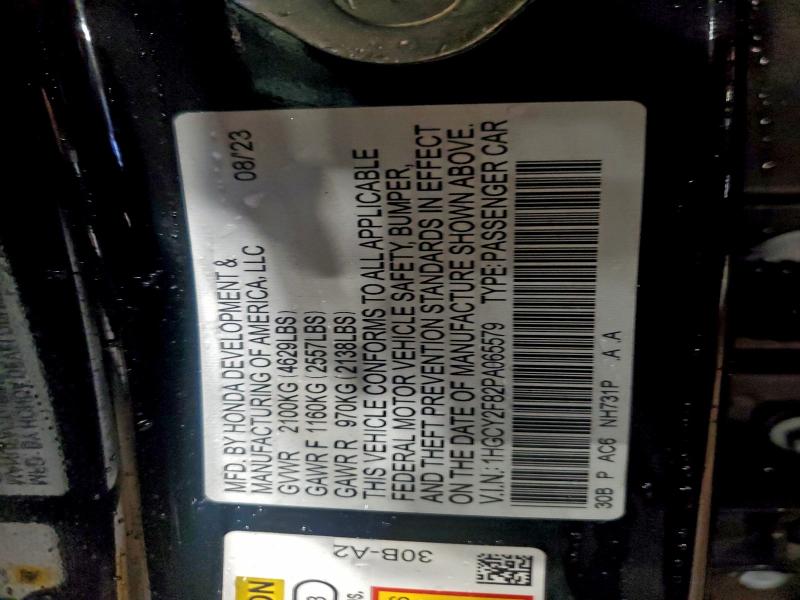 MFD. BY HONDA DEVELOPMENT &
MANUFACTURING OF AMERICA, LLC 08/23
GVWR 2100KG(4629LBS)
GAWR F 1160KG (2557LBS)
GAWR R 970KG(2138LBS)
THIS VEHICLE CONFORMS TO ALL APPLICABLE
FEDERAL MOTOR VEHICLE SAFETY, BUMPER,
AND THEFT PREVENTION STANDARDS IN EFFECT
ON THE DATE OF MANUFACTURE SHOWN ABOVE.
V.I.N.:1HGCY2F82PA065579 TYPE:PASSENGER CAR
30B P AC6 NH731P A A
30B-A2